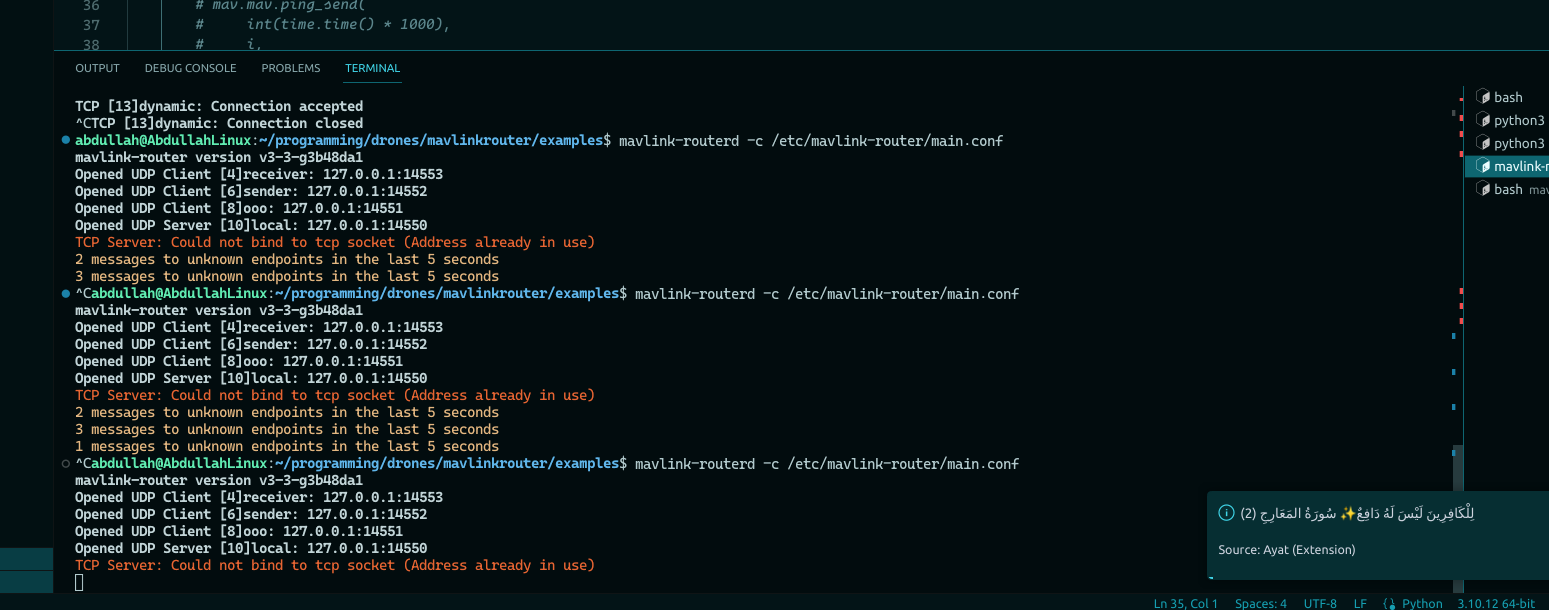 36 # mav.mav.ping_send(
37 # int(time.time() * 1000),
38 # i,
OUTPUT DEBUG CONSOLE PROBLEMS TERMINAL
TCP [13]dynamic: Connection accepted
^CTCP [13]dynamic: Connection closed
abdullah@AbdullahLinux:~/programming/drones/mavlinkrouter/examples$ mavlink-routerd -c /etc/mavlink-router/main.conf
mavlink-router version v3-3-g3b48da1
Opened UDP Client [4]receiver: 127.0.0.1:14553
Opened UDP Client [6]sender: 127.0.0.1:14552
Opened UDP Client [8]ooo: 127.0.0.1:14551
Opened UDP Server [10]local: 127.0.0.1:14550
TCP Server: Could not bind to tcp socket (Address already in use)
2 messages to unknown endpoints in the last 5 seconds
3 messages to unknown endpoints in the last 5 seconds
^Cabdullah@AbdullahLinux:~/programming/drones/mavlinkrouter/examples$ mavlink-routerd -c /etc/mavlink-router/main.conf
mavlink-router version v3-3-g3b48da1
Opened UDP Client [4]receiver: 127.0.0.1:14553
Opened UDP Client [6]sender: 127.0.0.1:14552
Opened UDP Client [8]ooo: 127.0.0.1:14551
Opened UDP Server [10]local: 127.0.0.1:14550
TCP Server: Could not bind to tcp socket (Address already in use)
2 messages to unknown endpoints in the last 5 seconds
3 messages to unknown endpoints in the last 5 seconds
1 messages to unknown endpoints in the last 5 seconds
^Cabdullah@AbdullahLinux:~/programming/drones/mavlinkrouter/examples$ mavlink-routerd -c /etc/mavlink-router/main.conf
mavlink-router version v3-3-g3b48da1
Opened UDP Client [4]receiver: 127.0.0.1:14553
Opened UDP Client [6]sender: 127.0.0.1:14552
Opened UDP Client [8]ooo: 127.0.0.1:14551
Opened UDP Server [10]local: 127.0.0.1:14550
TCP Server: Could not bind to tcp socket (Address already in use)
bash
python3
python3
mavlink-r
bash mav
لِلْكَافِرِينَ لَيْسَ لَهُ دَافِعٌ✨ سُورَةُ المَعَارِجِ (2)
Source: Ayat (Extension)
Ln 35, Col 1 Spaces: 4 UTF-8 LF Python 3.10.12 64-bit